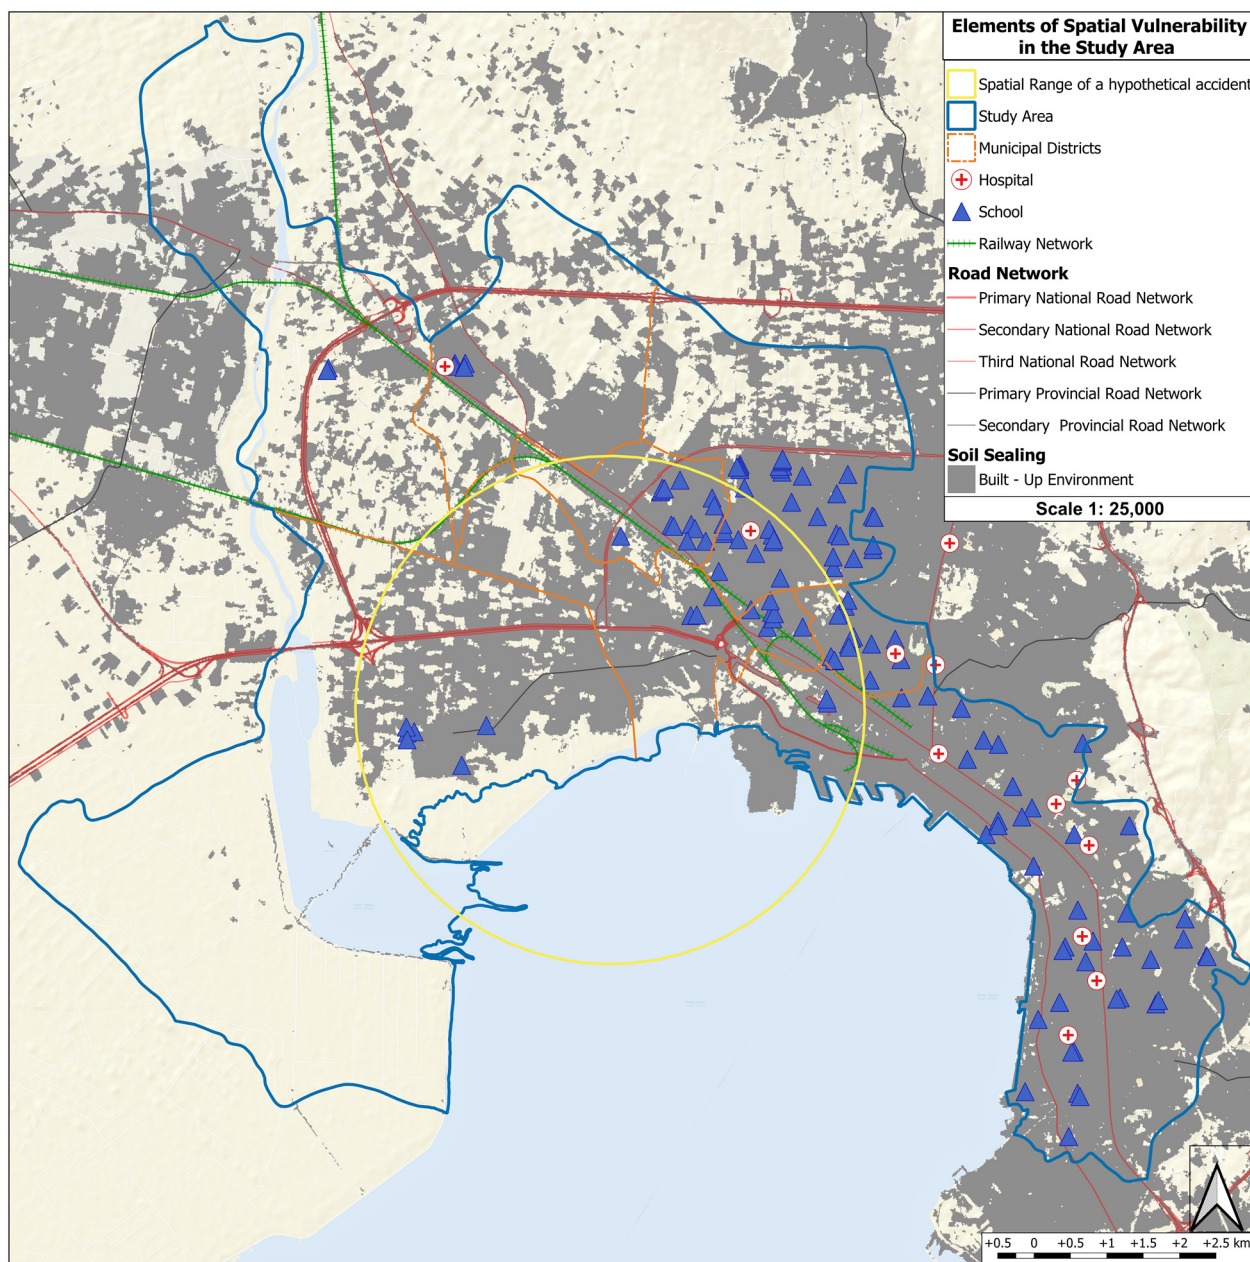 Elements of Spatial Vulnerability
in the Study Area
Spatial Range of a hypothetical accident
Study Area
Municipal Districts
Hospital
School
Railway Network
Road Network
Primary National Road Network
Secondary National Road Network
Third National Road Network
Primary Provincial Road Network
Secondary Provincial Road Network
Soil Sealing
Built - Up Environment
Scale 1: 25,000
+0.5 0 +0.5 +1 +1.5 +2 +2.5 km